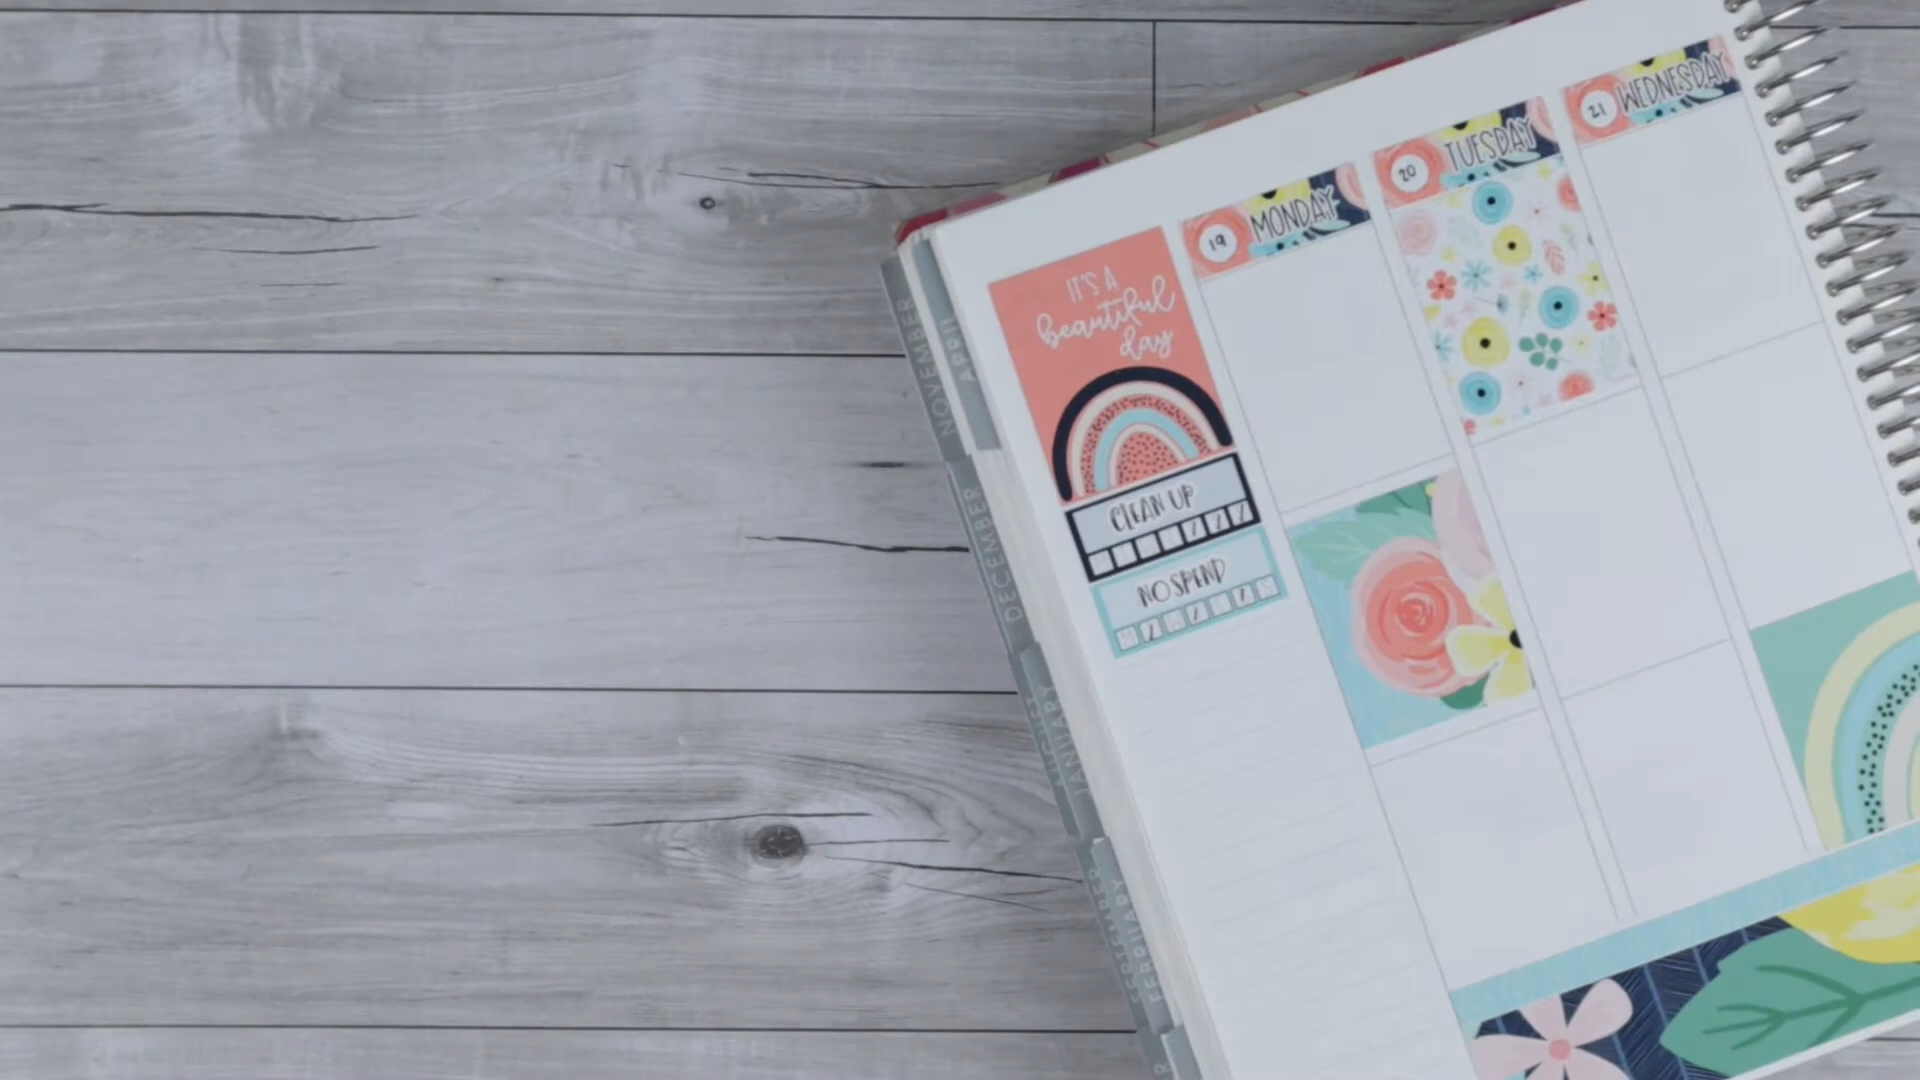 21 WEDNESDAY
20 TUESDAY
19 MONDAY
IT'S A
beautiful
day
CLEAN UP
NO SPEND
NOVEMBER
APRIL
DECEMBER
JANUARY
FEBRUARY